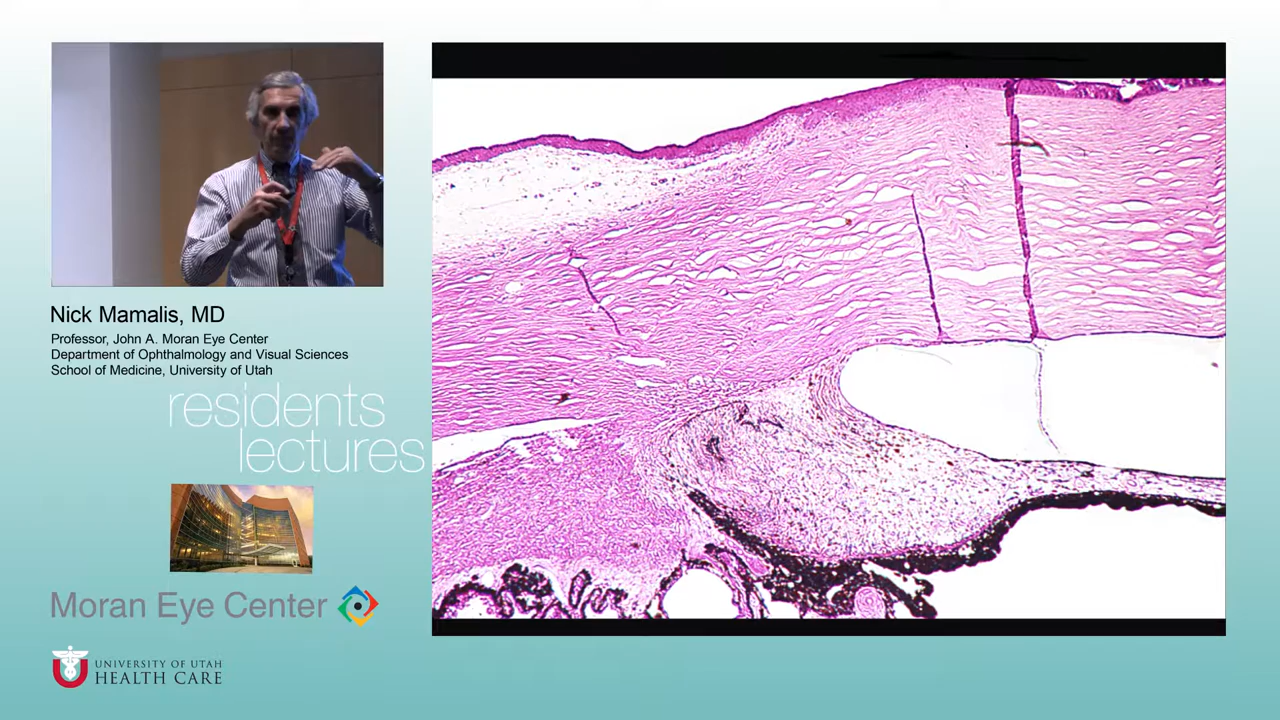 Nick Mamalis, MD
Professor, John A. Moran Eye Center
Department of Ophthalmology and Visual Sciences
School of Medicine, University of Utah
residents
lectures
Moran Eye Center
UNIVERSITY OF UTAH
HEALTH CARE